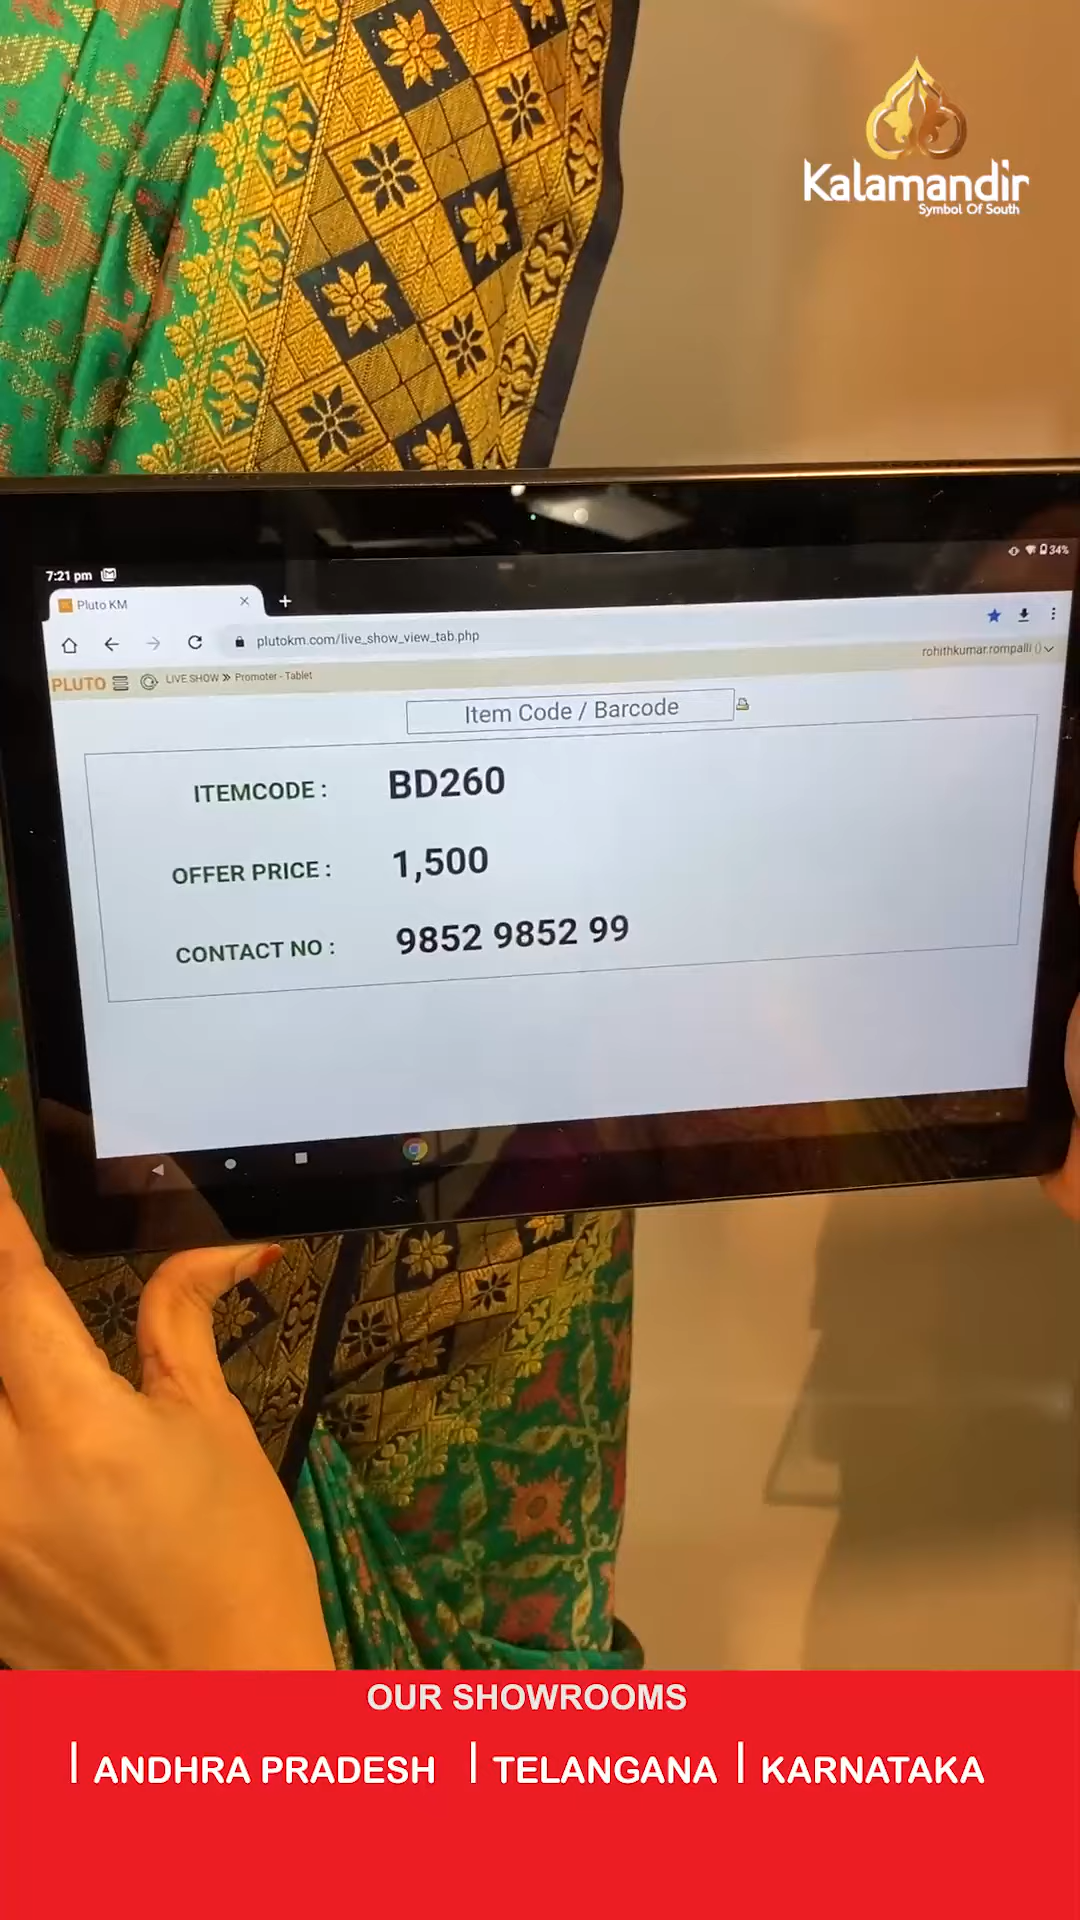 Kalamandir
Symbol Of South
7:21 pm
34%
Pluto KM
plutokm.com/live_show_view_tab.php
rohithkumar.rompalli ()
PLUTO
LIVE SHOW » Promoter - Tablet
Item Code / Barcode
ITEMCODE : BD260
OFFER PRICE : 1,500
CONTACT NO : 9852 9852 99
OUR SHOWROOMS
| ANDHRA PRADESH | TELANGANA | KARNATAKA